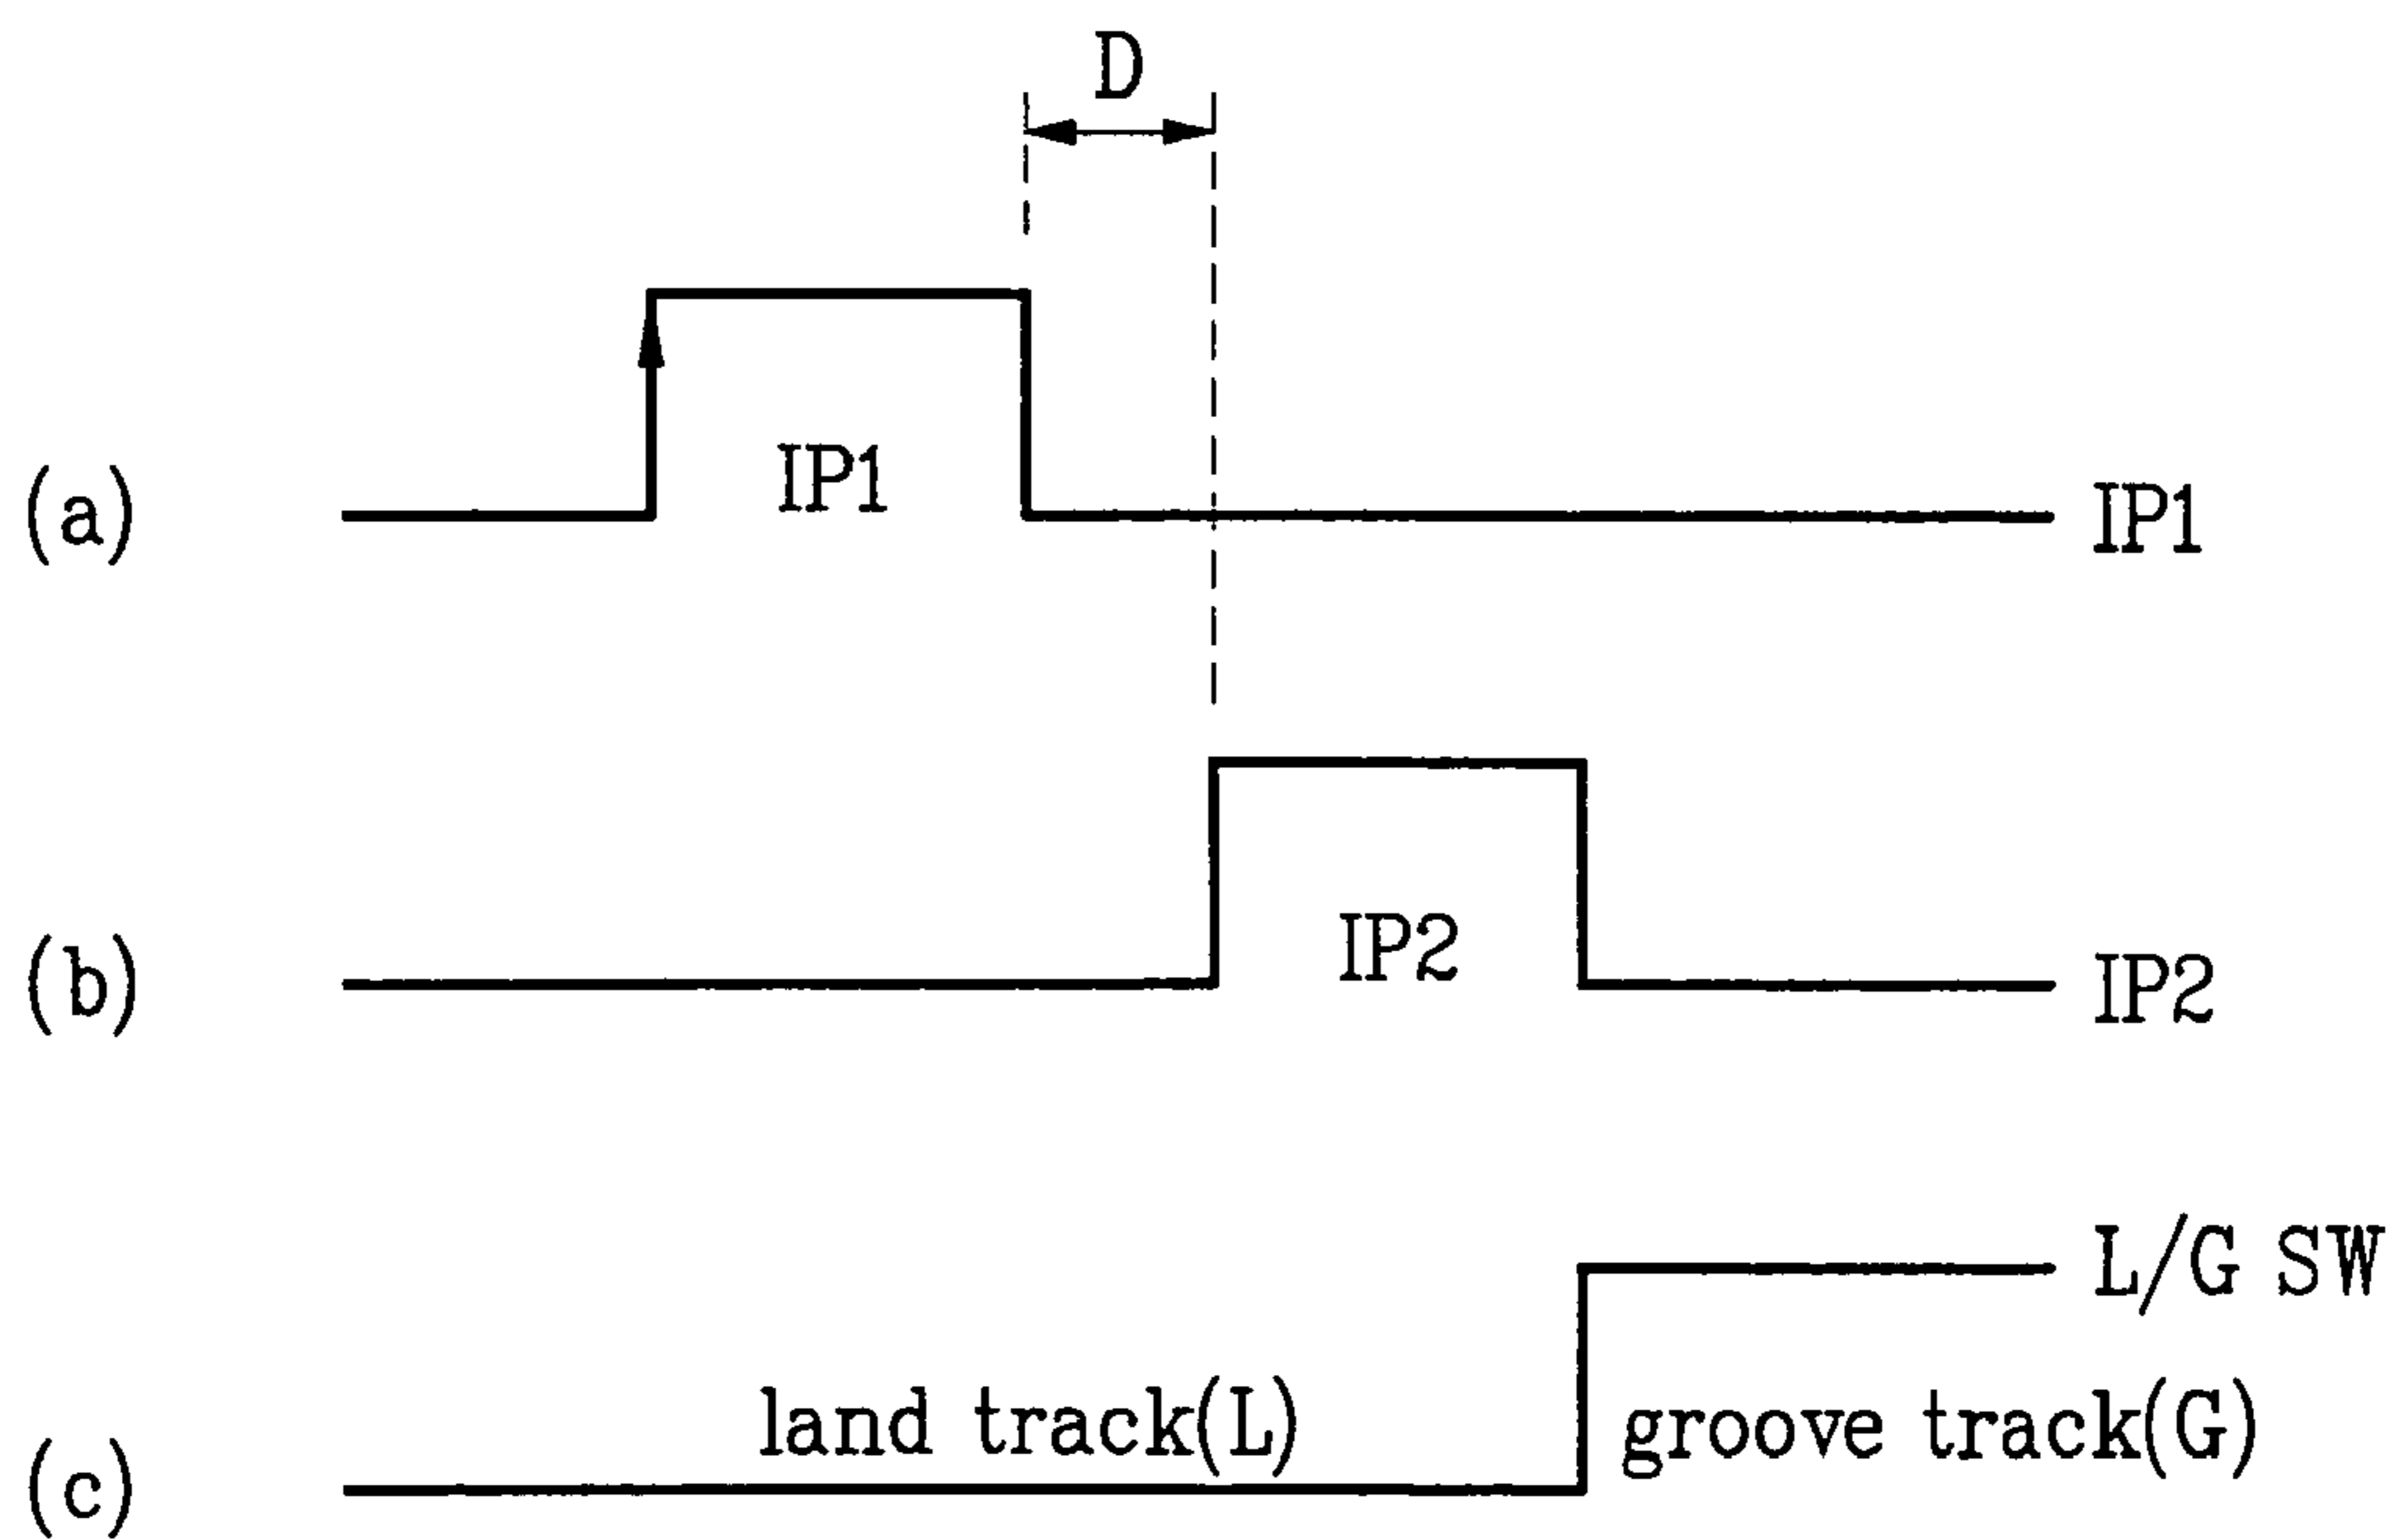 D
IP1
(a) IP1
IP2
(b) IP2
L/G SW
land track(L) groove track(G)
(c)